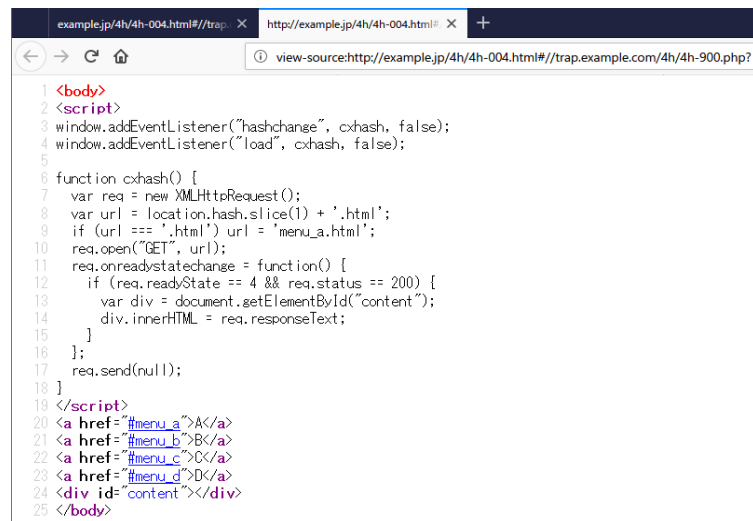 example.jp/4h/4h-004.html#//trap.
http://example.jp/4h/4h-004.html#
view-source:http://example.jp/4h/4h-004.html#//trap.example.com/4h/4h-900.php?
1 <body>
2 <script>
3 window.addEventListener("hashchange", cxhash, false);
4 window.addEventListener("load", cxhash, false);
5
6 function cxhash() {
7   var req = new XMLHttpRequest();
8   var url = location.hash.slice(1) + '.html';
9   if (url === '.html') url = 'menu_a.html';
10   req.open("GET", url);
11   req.onreadystatechange = function() {
12     if (req.readyState == 4 && req.status == 200) {
13       var div = document.getElementById("content");
14       div.innerHTML = req.responseText;
15     }
16   };
17   req.send(null);
18 }
19 </script>
20 <a href="#menu_a">A</a>
21 <a href="#menu_b">B</a>
22 <a href="#menu_c">C</a>
23 <a href="#menu_d">D</a>
24 <div id="content"></div>
25 </body>